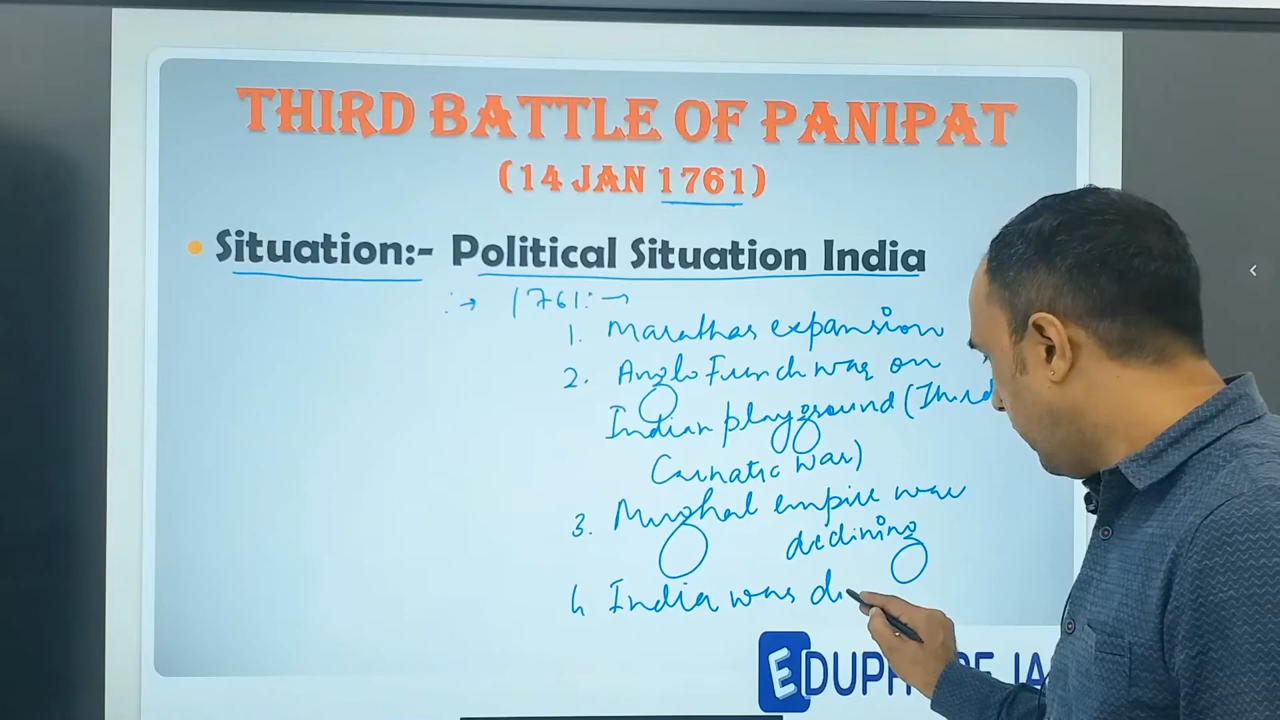 THIRD BATTLE OF PANIPAT
(14 JAN 1761)
• Situation:- Political Situation India
:→ 1761:→
1. Marathas expansion
2. Anglo French war on
Indian playground (Third
Carnatic war)
3. Mughal empire was
declining
4 India was d
EDUPH